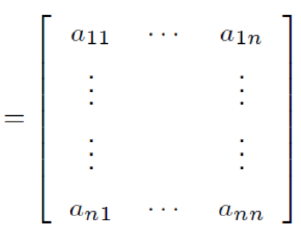 a₁₁ ⋯ a₁ₙ
⋮ ⋮
= 
⋮ ⋮
aₙ₁ ⋯ aₙₙ